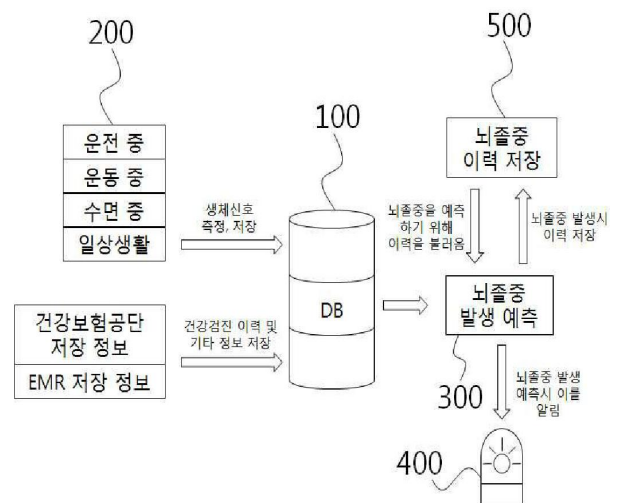 200
운전 중
운동 중
수면 중
일상생활
생체신호
측정, 저장
100
DB
건강보험공단
저장 정보
EMR 저장 정보
건강검진 이력 및
기타 정보 저장
500
뇌졸중
이력 저장
뇌졸중을 예측
하기 위해
이력을 불러옴
뇌졸중 발생시
이력 저장
뇌졸중
발생 예측
300
뇌졸중 발생
예측시 이를
알림
400